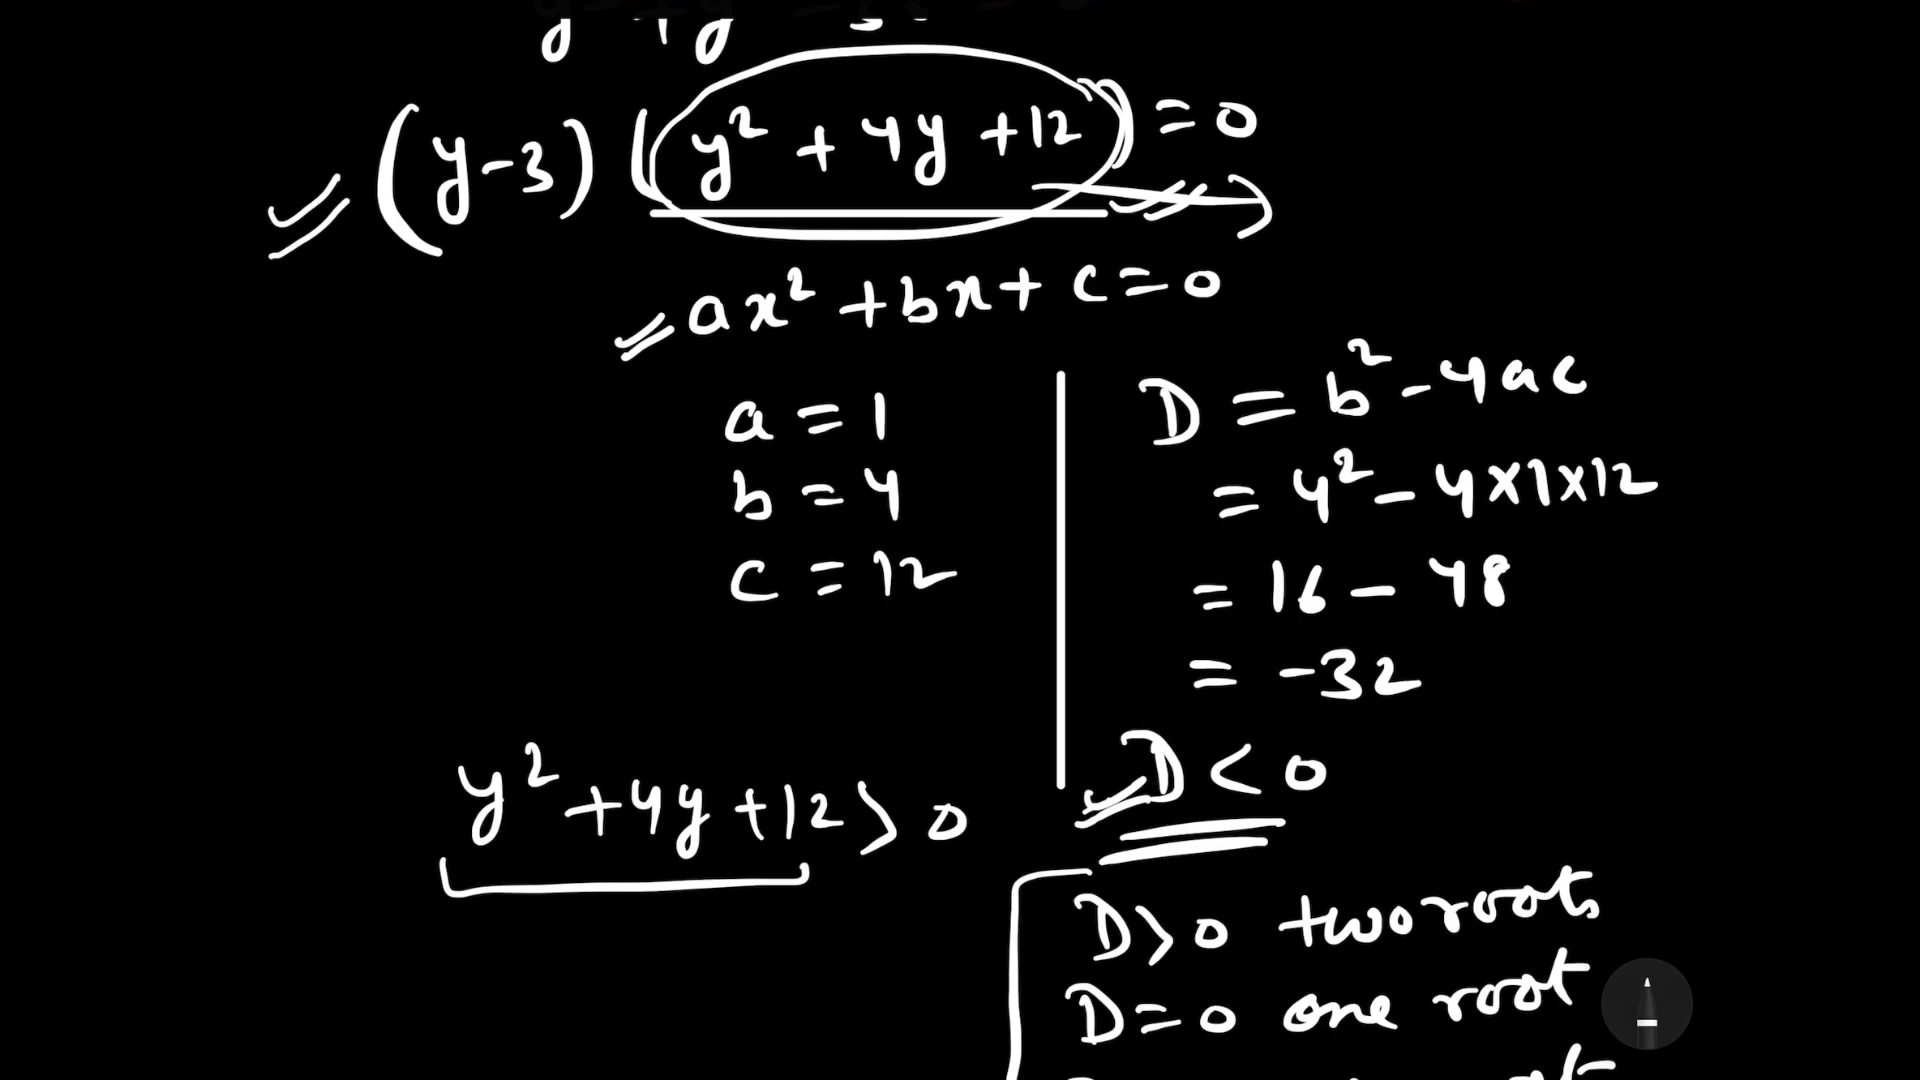 (y-3) (y² + 4y +12) = 0
ax² +bx+ c=0
a = 1
b = 4
c = 12
D = b² - 4ac
= 4² - 4×1×12
= 16 - 48
= -32
D < 0
y² +4y +12 > 0
D > 0 two roots
D = 0 one root